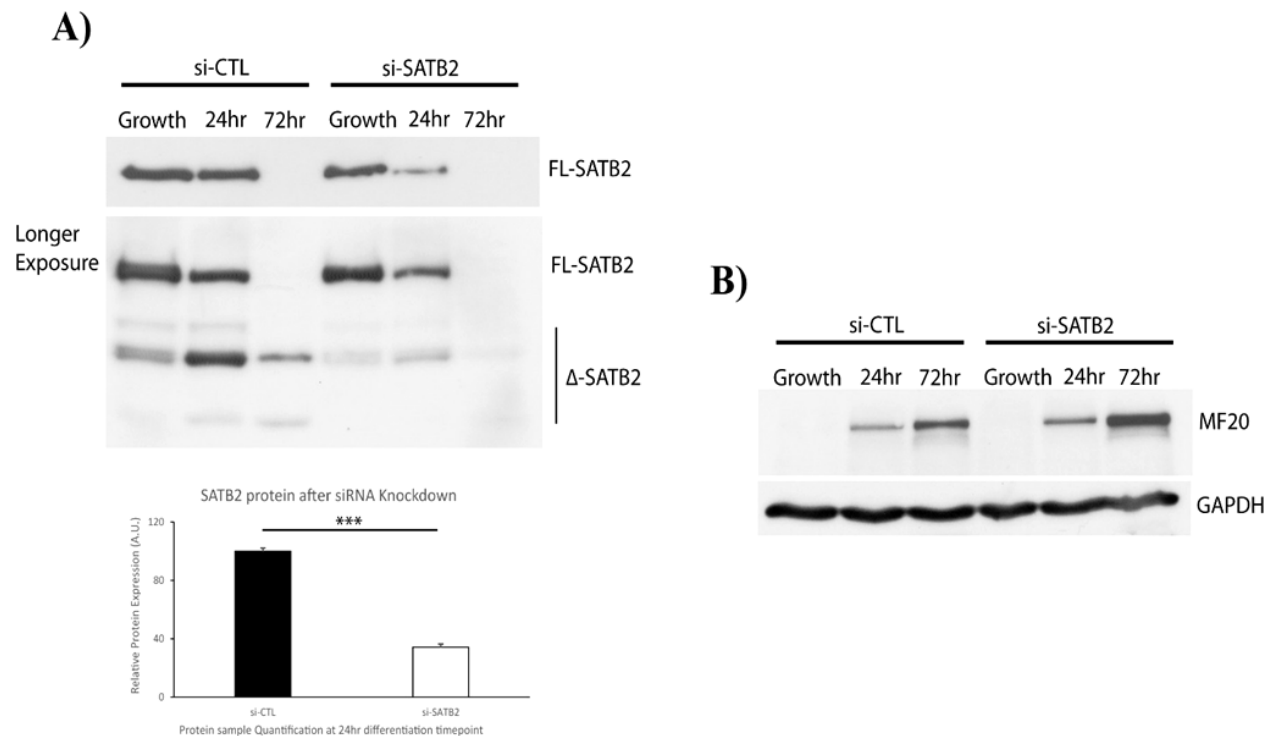 A)
si-CTL si-SATB2
Growth 24hr 72hr Growth 24hr 72hr
FL-SATB2
Longer
Exposure
FL-SATB2
Δ-SATB2
SATB2 protein after siRNA Knockdown
Relative Protein Expression (A.U.)
120
80
40
0
***
si-CTL si-SATB2
Protein sample Quantification at 24hr differentiation timepoint
B)
si-CTL si-SATB2
Growth 24hr 72hr Growth 24hr 72hr
MF20
GAPDH